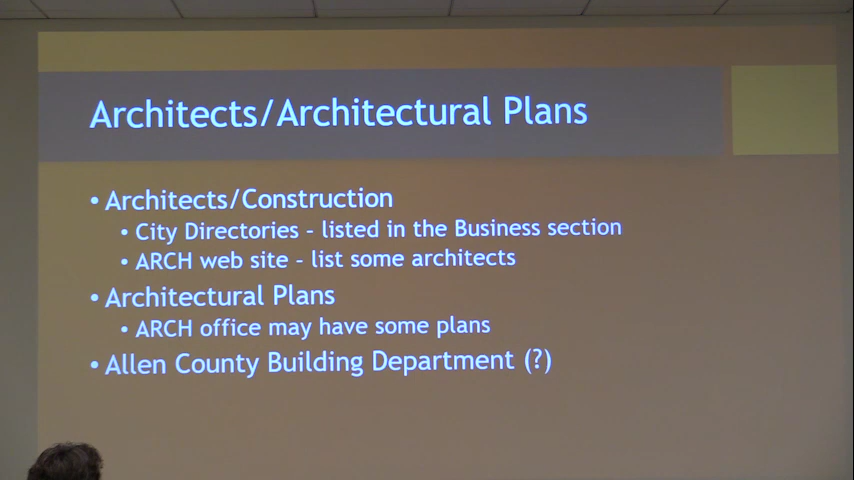 Architects/Architectural Plans
• Architects/Construction
• City Directories – listed in the Business section
• ARCH web site – list some architects
• Architectural Plans
• ARCH office may have some plans
• Allen County Building Department (?)